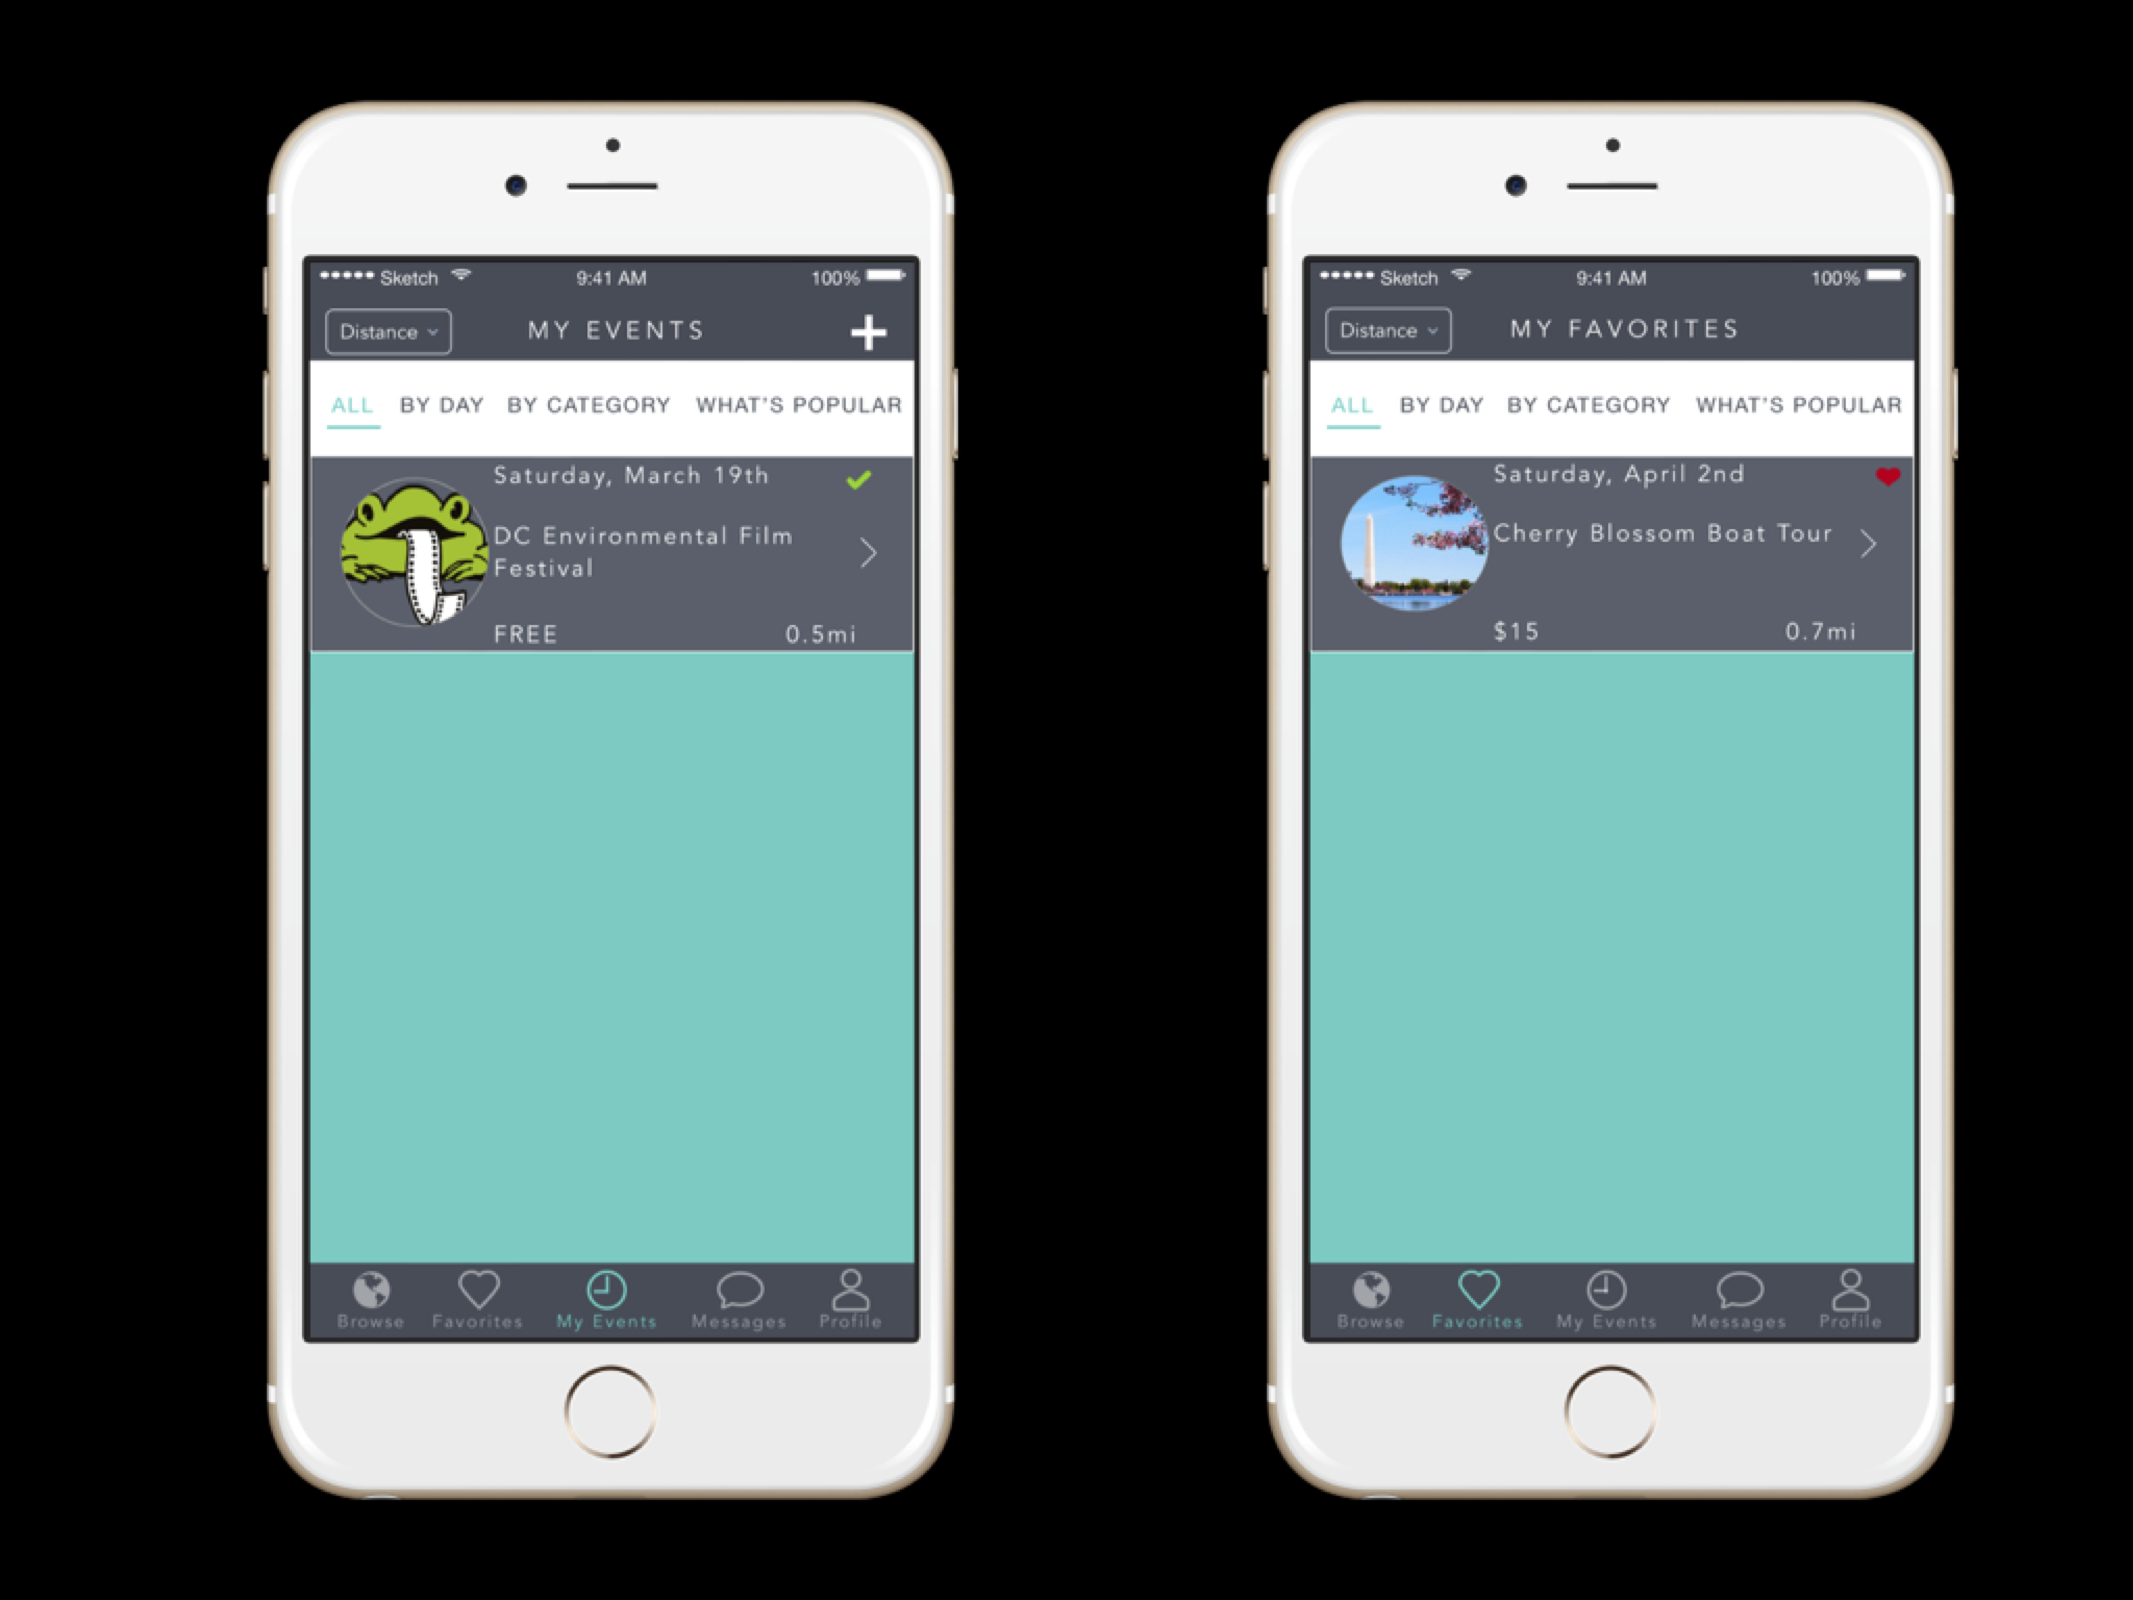 Sketch 9:41 AM 100%
Distance MY EVENTS
ALL BY DAY BY CATEGORY WHAT'S POPULAR
Saturday, March 19th
DC Environmental Film
Festival
FREE 0.5mi
Browse Favorites My Events Messages Profile
Sketch 9:41 AM 100%
Distance MY FAVORITES
ALL BY DAY BY CATEGORY WHAT'S POPULAR
Saturday, April 2nd
Cherry Blossom Boat Tour
$15 0.7mi
Browse Favorites My Events Messages Profile